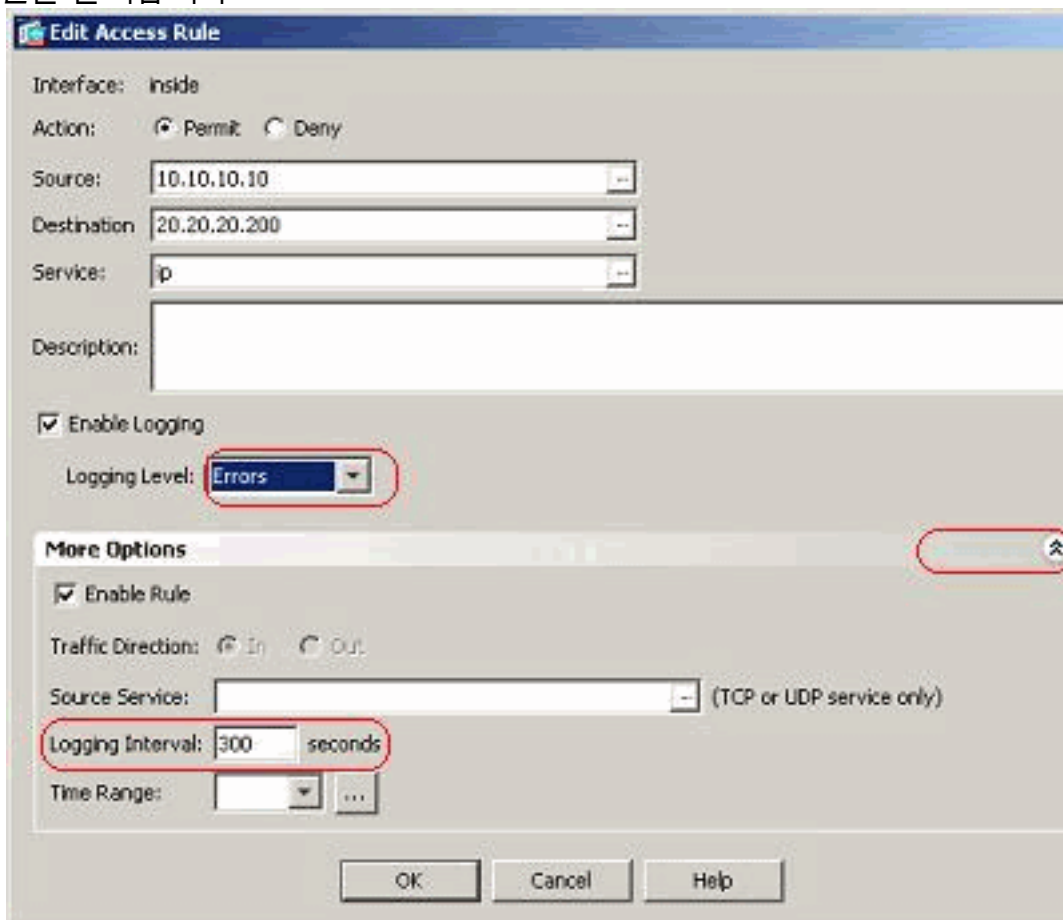 Edit Access Rule
Interface: inside
Action: Permit Deny
Source: 10.10.10.10 ...
Destination 20.20.20.200 ...
Service: ip ...
Description:
Enable Logging
Logging Level: Errors
More Options
Enable Rule
Traffic Direction: In Out
Source Service: ... (TCP or UDP service only)
Logging Interval: 300 seconds
Time Range: ...
OK Cancel Help